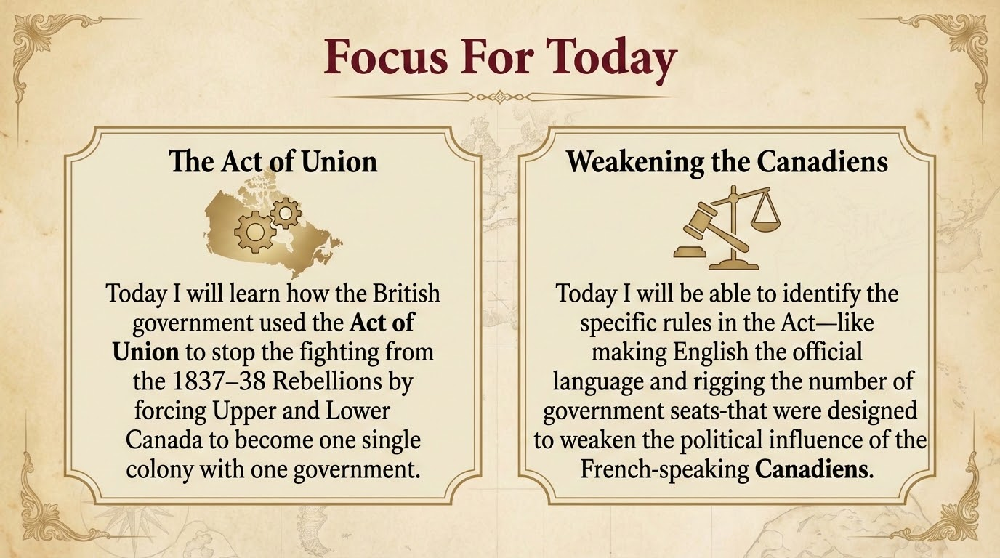 Focus For Today
The Act of Union
Today I will learn how the British
government used the Act of
Union to stop the fighting from
the 1837–38 Rebellions by
forcing Upper and Lower
Canada to become one single
colony with one government.
Weakening the Canadiens
Today I will be able to identify the
specific rules in the Act—like
making English the official
language and rigging the number of
government seats-that were designed
to weaken the political influence of the
French-speaking Canadiens.